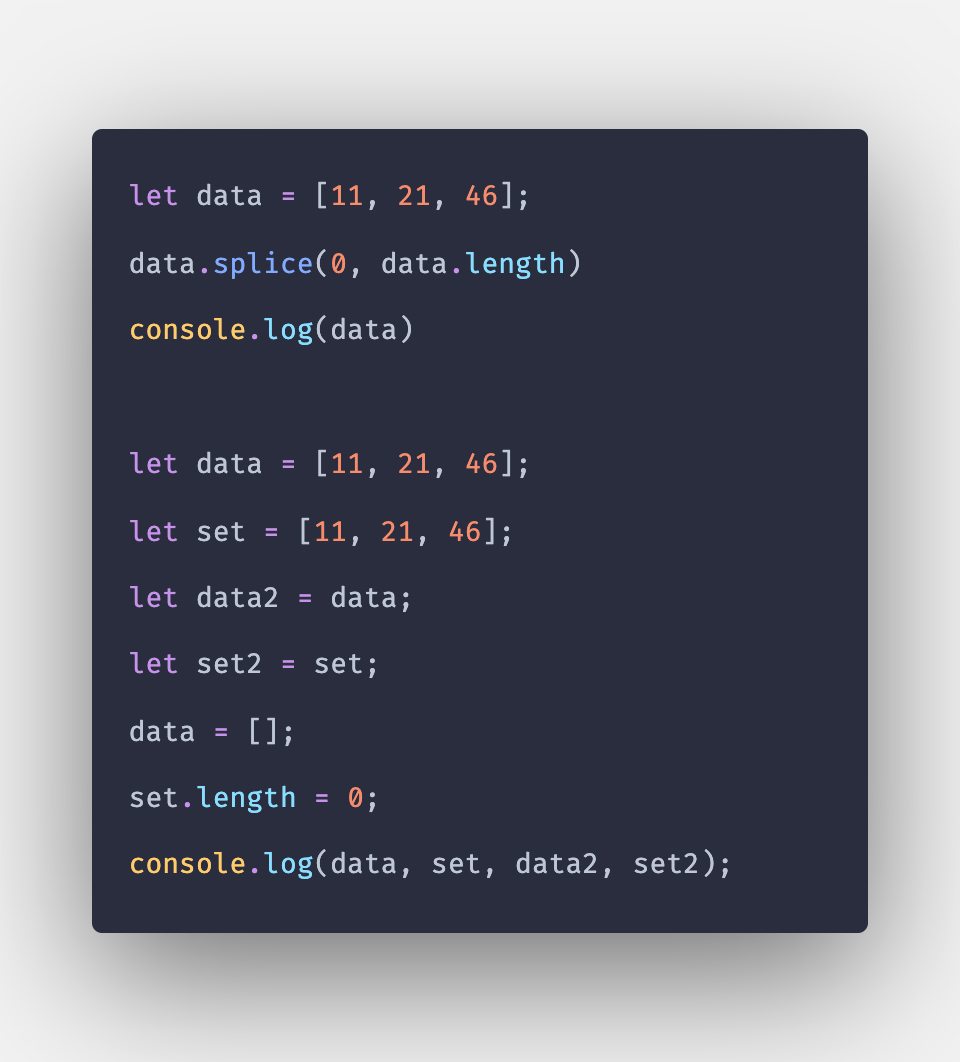 let data = [11, 21, 46];
data.splice(0, data.length)
console.log(data)
let data = [11, 21, 46];
let set = [11, 21, 46];
let data2 = data;
let set2 = set;
data = [];
set.length = 0;
console.log(data, set, data2, set2);